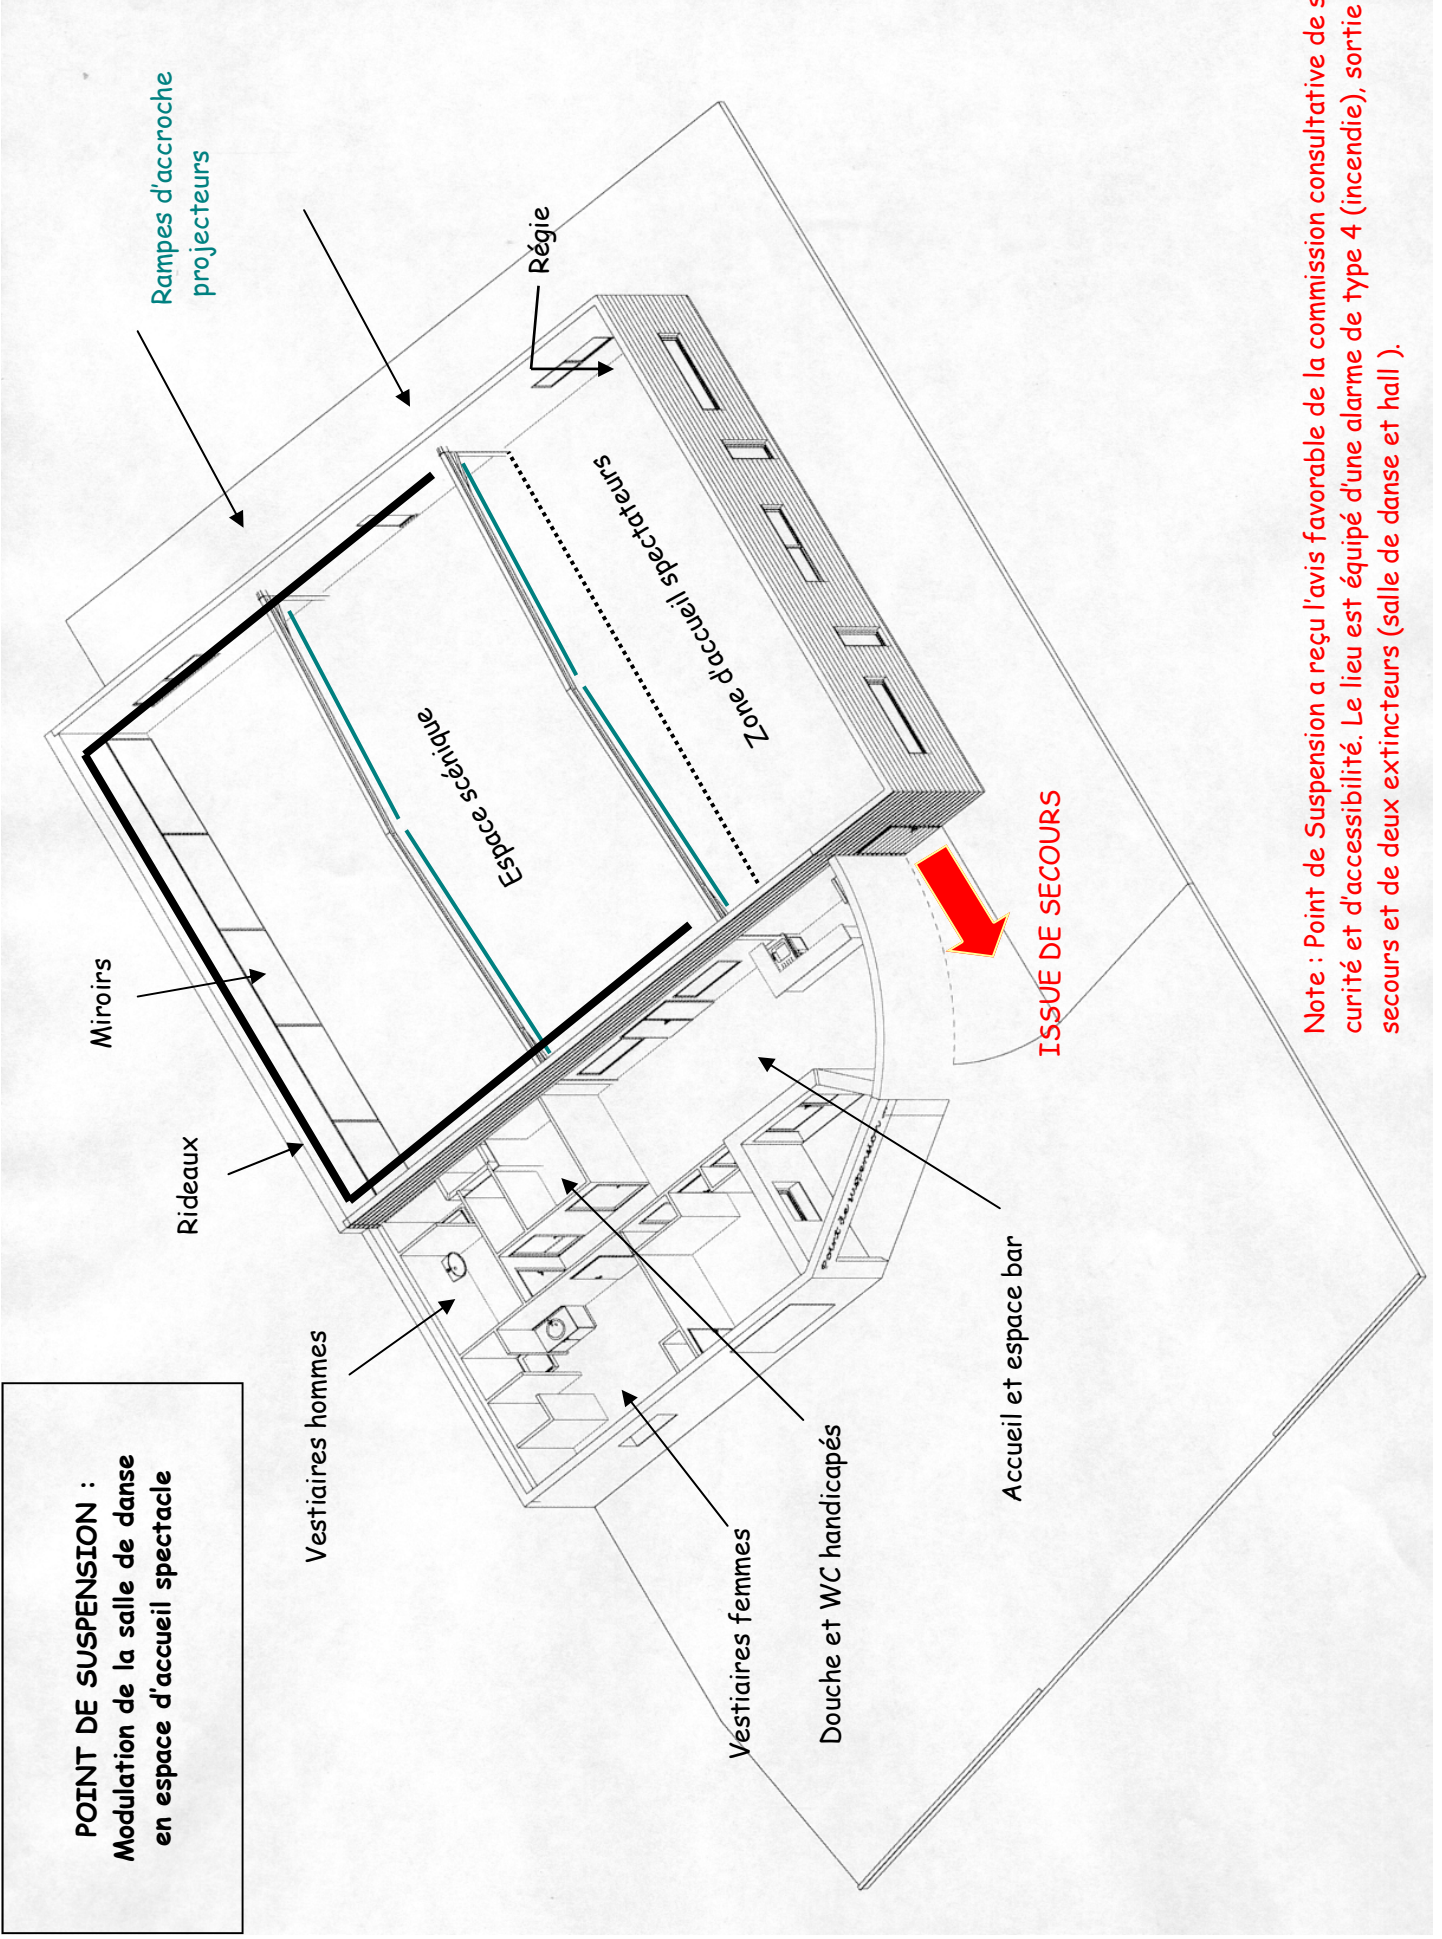 POINT DE SUSPENSION :
Modulation de la salle de danse
en espace d'accueil spectacle
Rampes d'accroche
projecteurs
Miroirs
Rideaux
Régie
Espace scénique
Zone d'accueil spectateurs
Vestiaires hommes
Vestiaires femmes
Douche et WC handicapés
Accueil et espace bar
Point de suspension
ISSUE DE SECOURS
Note : Point de Suspension a reçu l'avis favorable de la commission consultative de s
curité et d'accessibilité. Le lieu est équipé d'une alarme de type 4 (incendie), sortie
secours et de deux extincteurs (salle de danse et hall ).